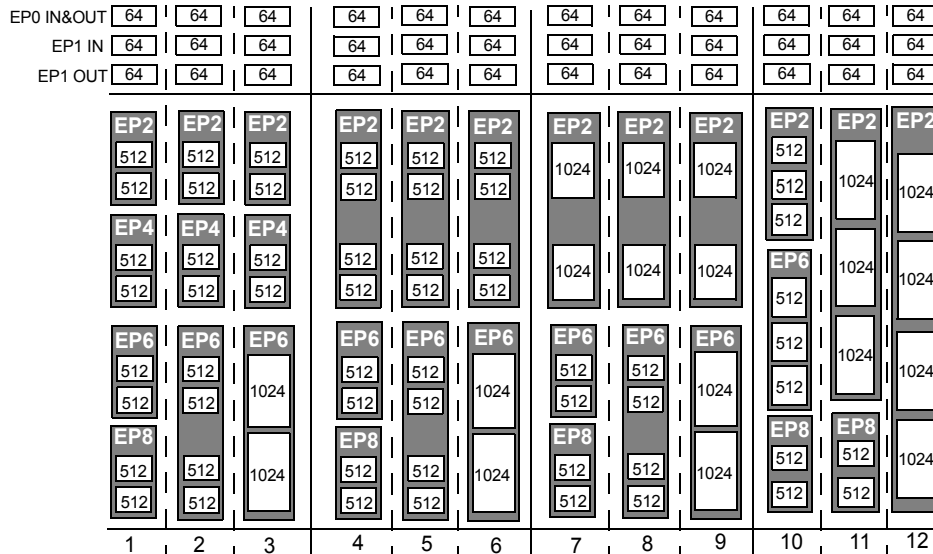 EP0 IN&OUT 64 64 64 64 64 64 64 64 64 64 64 64
EP1 IN 64 64 64 64 64 64 64 64 64 64 64 64
EP1 OUT 64 64 64 64 64 64 64 64 64 64 64 64
EP2 EP2 EP2 EP2 EP2 EP2 EP2 EP2 EP2 EP2 EP2 EP2
512 512 512 512 512 512 1024 1024 1024 512
512 512 512 512 512 512 512 1024 1024
512
EP4 EP4 EP4
512 512 512 512 512 512 1024 1024 1024 EP6 1024 1024
512 512 512 512 512 512 512
EP6 EP6 EP6 EP6 EP6 EP6 EP6 EP6 EP6 512 1024
512 512 512 512 512 512 1024
512 512 1024 512 512 1024 512 512 1024 512
EP8 EP8 EP8 EP8 EP8
512 512 1024 512 512 1024 512 512 1024 512 512 1024
512 512 512 512 512 512 512 512
1 2 3 4 5 6 7 8 9 10 11 12